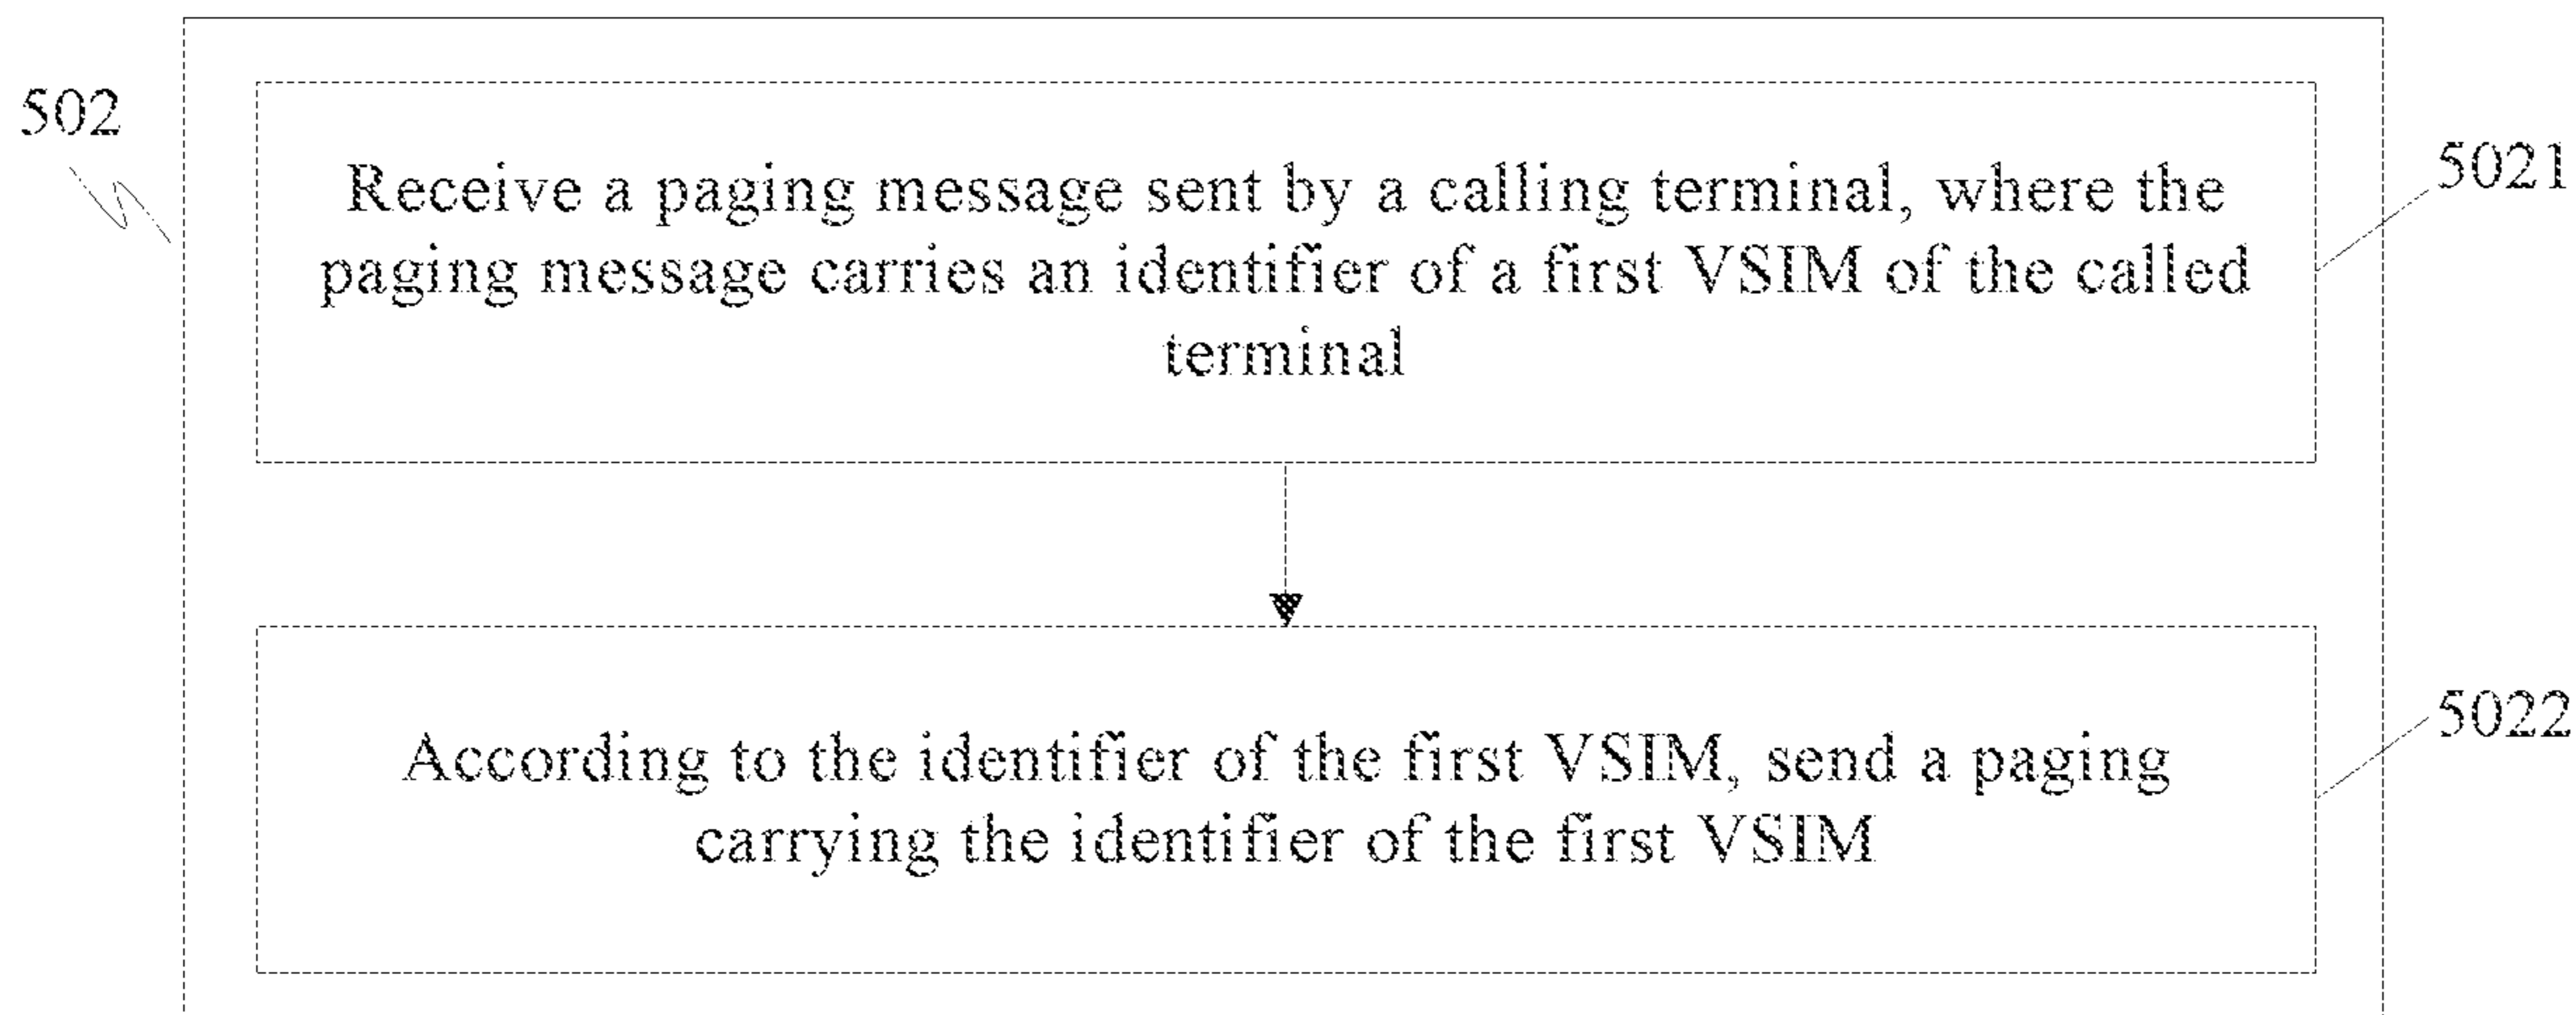 502
Receive a paging message sent by a calling terminal, where the
paging message carries an identifier of a first VSIM of the called
terminal
5021
According to the identifier of the first VSIM, send a paging
carrying the identifier of the first VSIM
5022